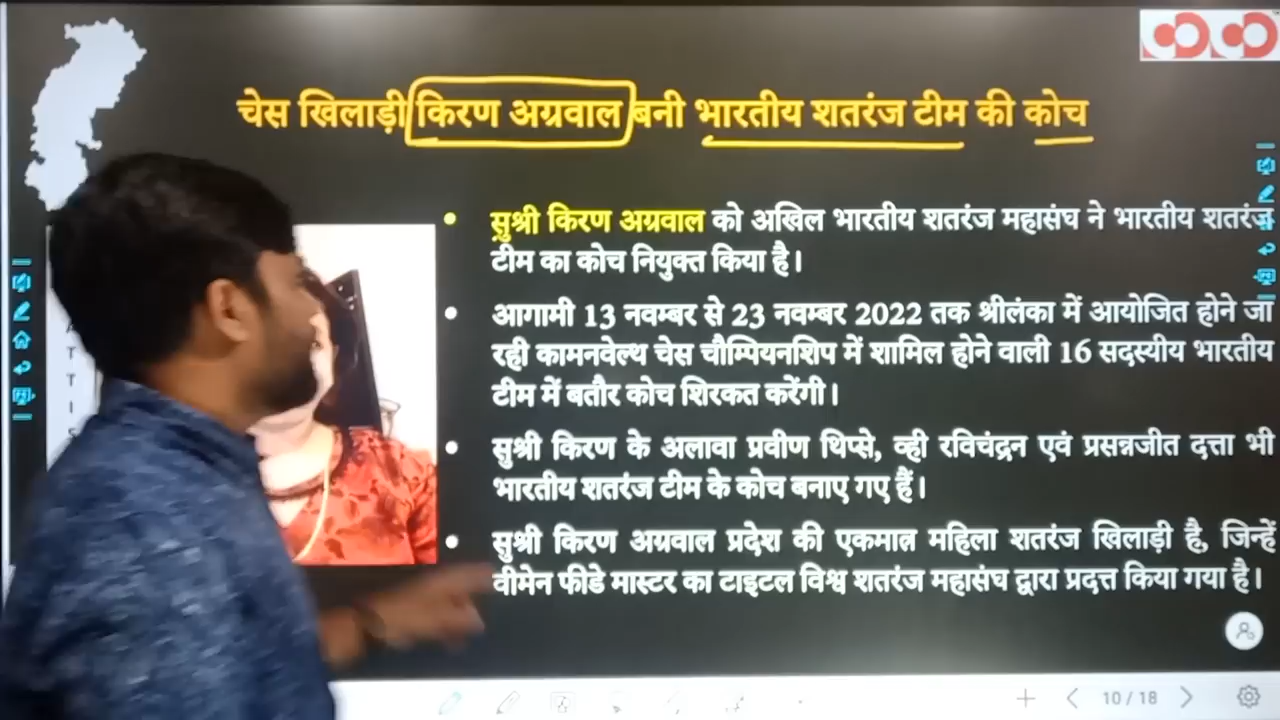 चेस खिलाड़ी किरण अग्रवाल बनी भारतीय शतरंज टीम की कोच
• सुश्री किरण अग्रवाल को अखिल भारतीय शतरंज महासंघ ने भारतीय शतरंज
टीम का कोच नियुक्त किया है।
• आगामी 13 नवम्बर से 23 नवम्बर 2022 तक श्रीलंका में आयोजित होने जा
रही कामनवेल्थ चेस चौम्पियनशिप में शामिल होने वाली 16 सदस्यीय भारतीय
टीम में बतौर कोच शिरकत करेंगी।
• सुश्री किरण के अलावा प्रवीण थिप्से, व्ही रविचंद्रन एवं प्रसन्नजीत दत्ता भी
भारतीय शतरंज टीम के कोच बनाए गए हैं।
• सुश्री किरण अग्रवाल प्रदेश की एकमात्र महिला शतरंज खिलाड़ी है, जिन्हें
वीमेन फीडे मास्टर का टाइटल विश्व शतरंज महासंघ द्वारा प्रदत्त किया गया है।
10 / 18